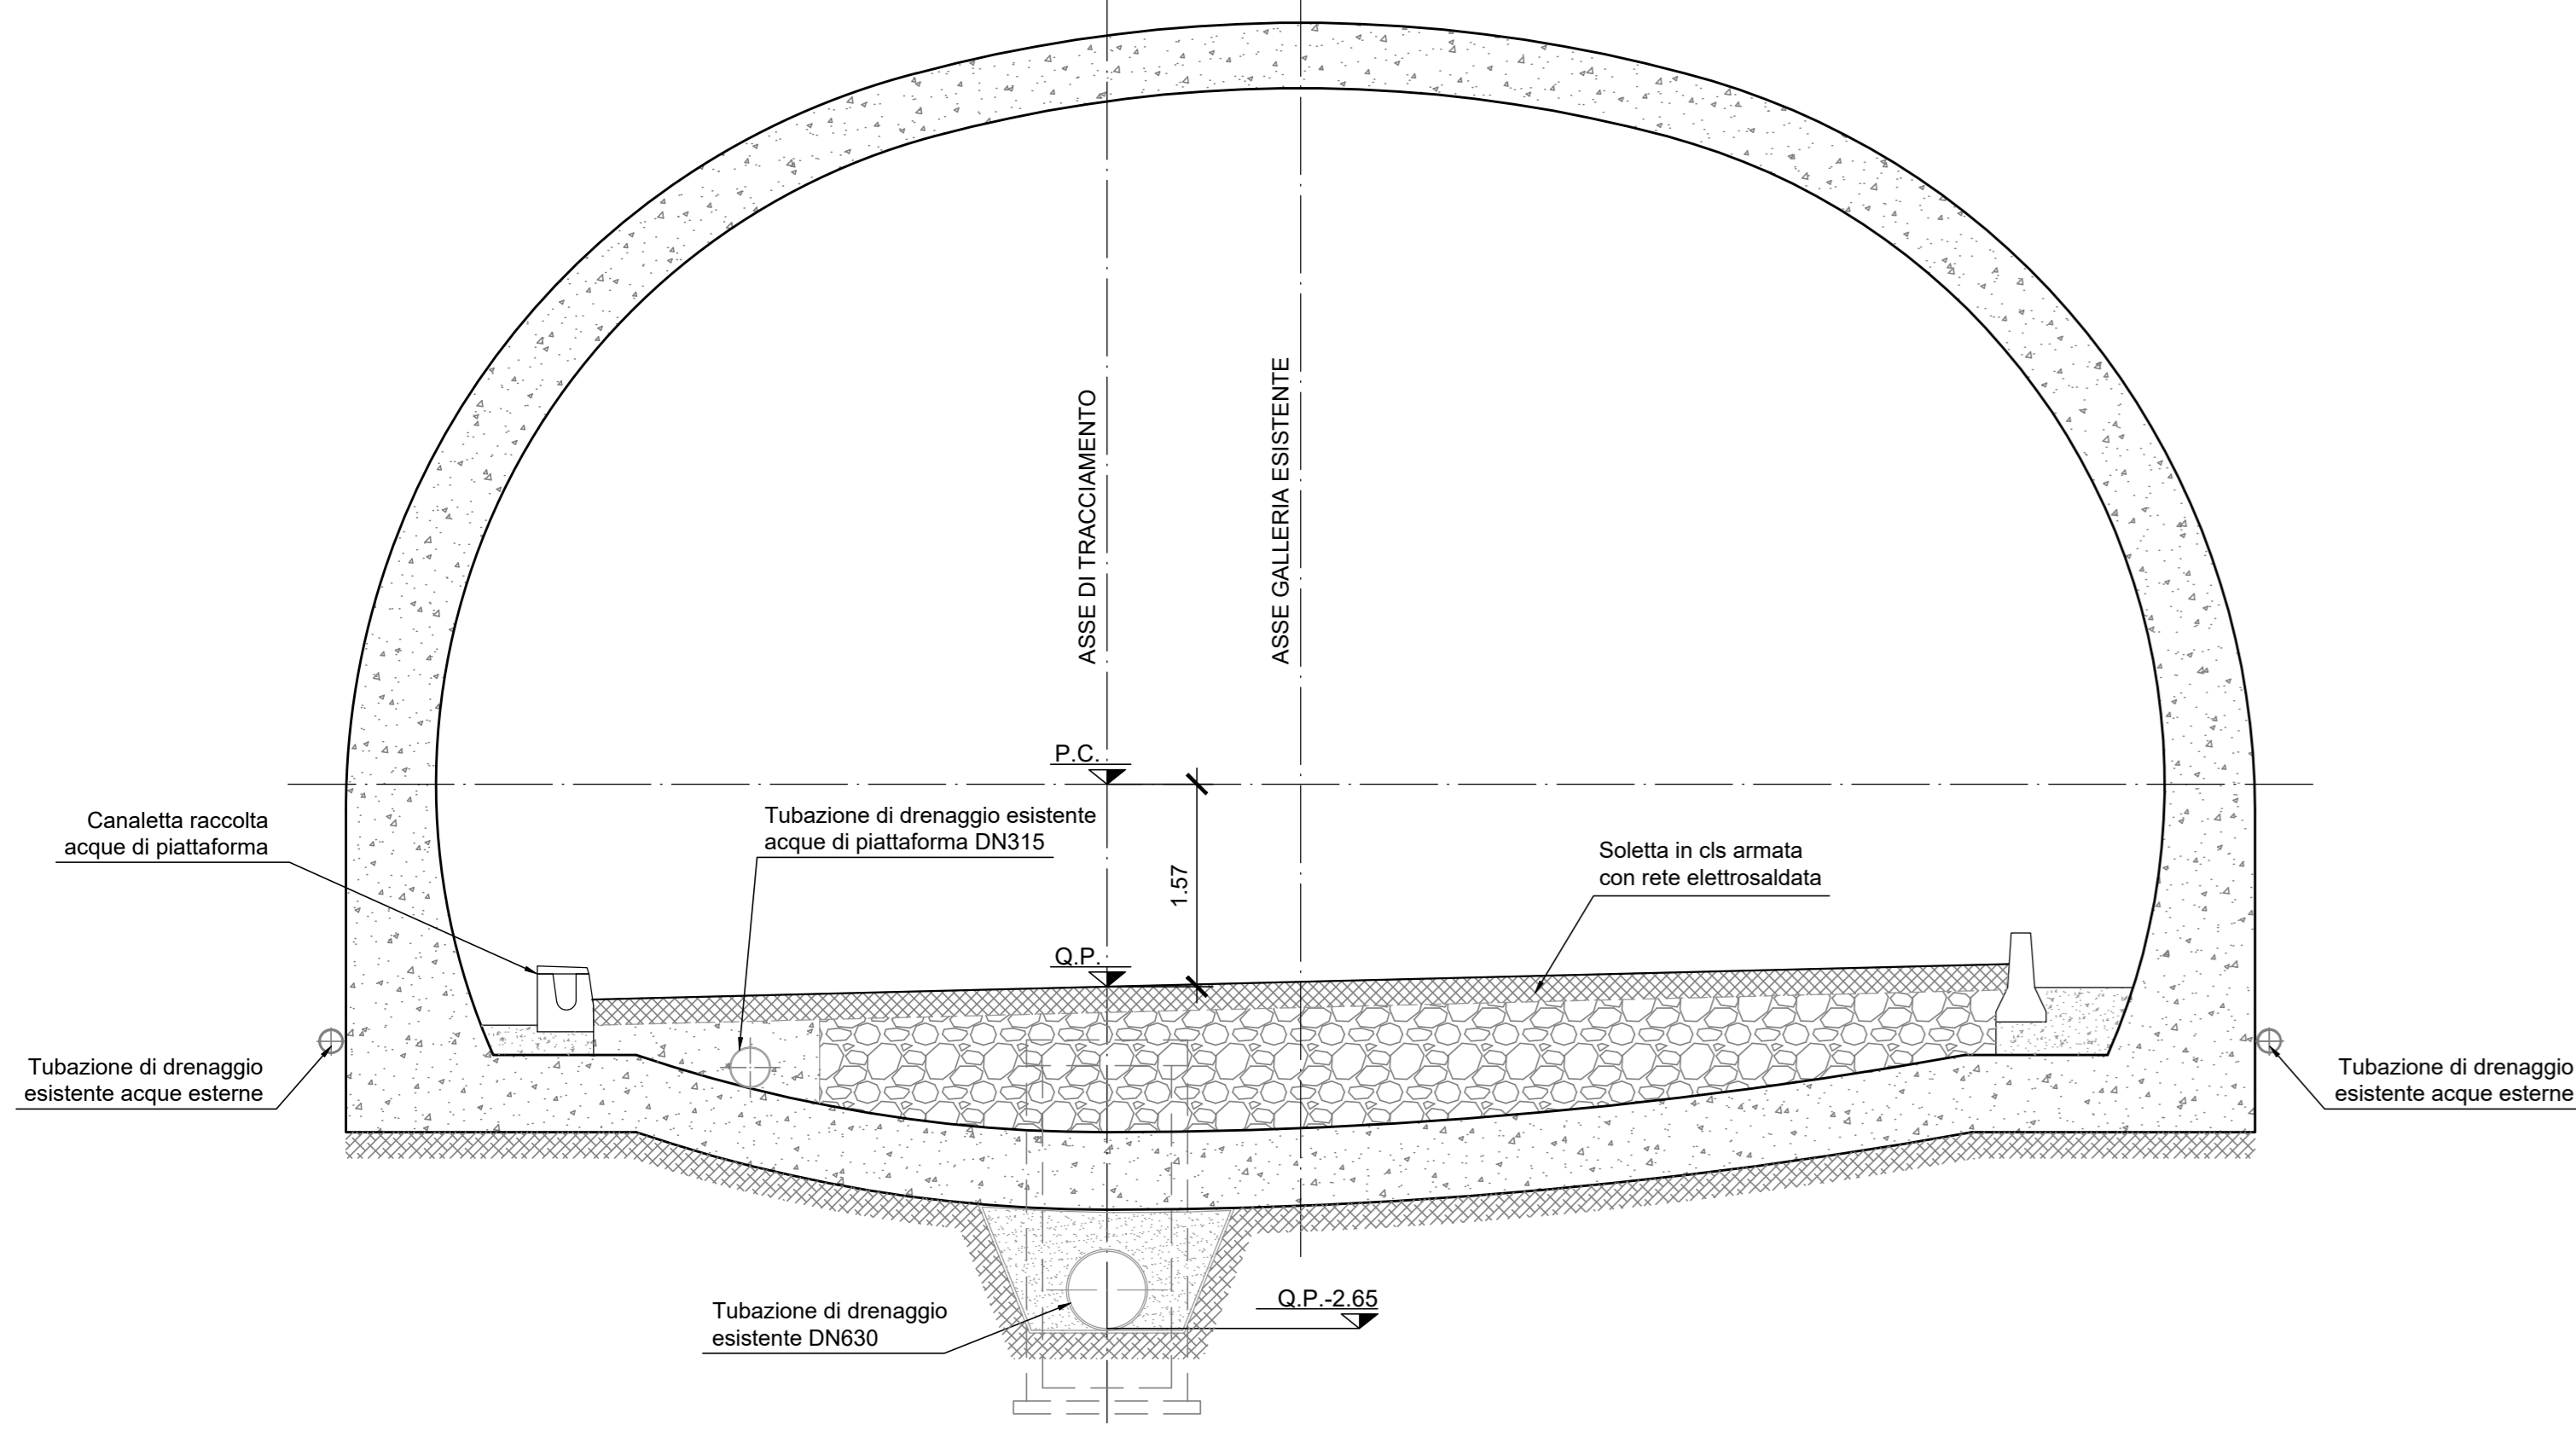 ASSE DI TRACCIAMENTO
ASSE GALLERIA ESISTENTE
P.C.
Canaletta raccolta
acque di piattaforma
Tubazione di drenaggio esistente
acque di piattaforma DN315
1.57
Soletta in cls armata
con rete elettrosaldata
Q.P.
Tubazione di drenaggio
esistente acque esterne
Tubazione di drenaggio
esistente acque esterne
Q.P.-2.65
Tubazione di drenaggio
esistente DN630